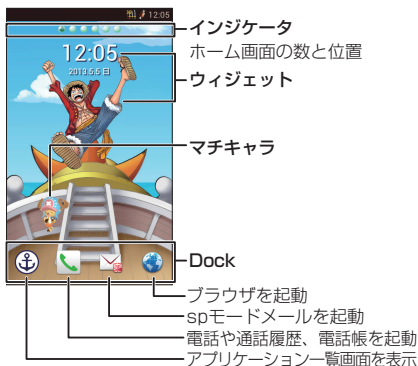 12:05
インジケータ
ホーム画面の数と位置
12:05
2013.5.5 日
ウィジェット
マチキャラ
Dock
ブラウザを起動
spモードメールを起動
電話や通話履歴、電話帳を起動
アプリケーション一覧画面を表示